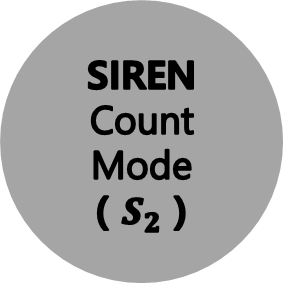 SIREN
Count
Mode
( S₂ )